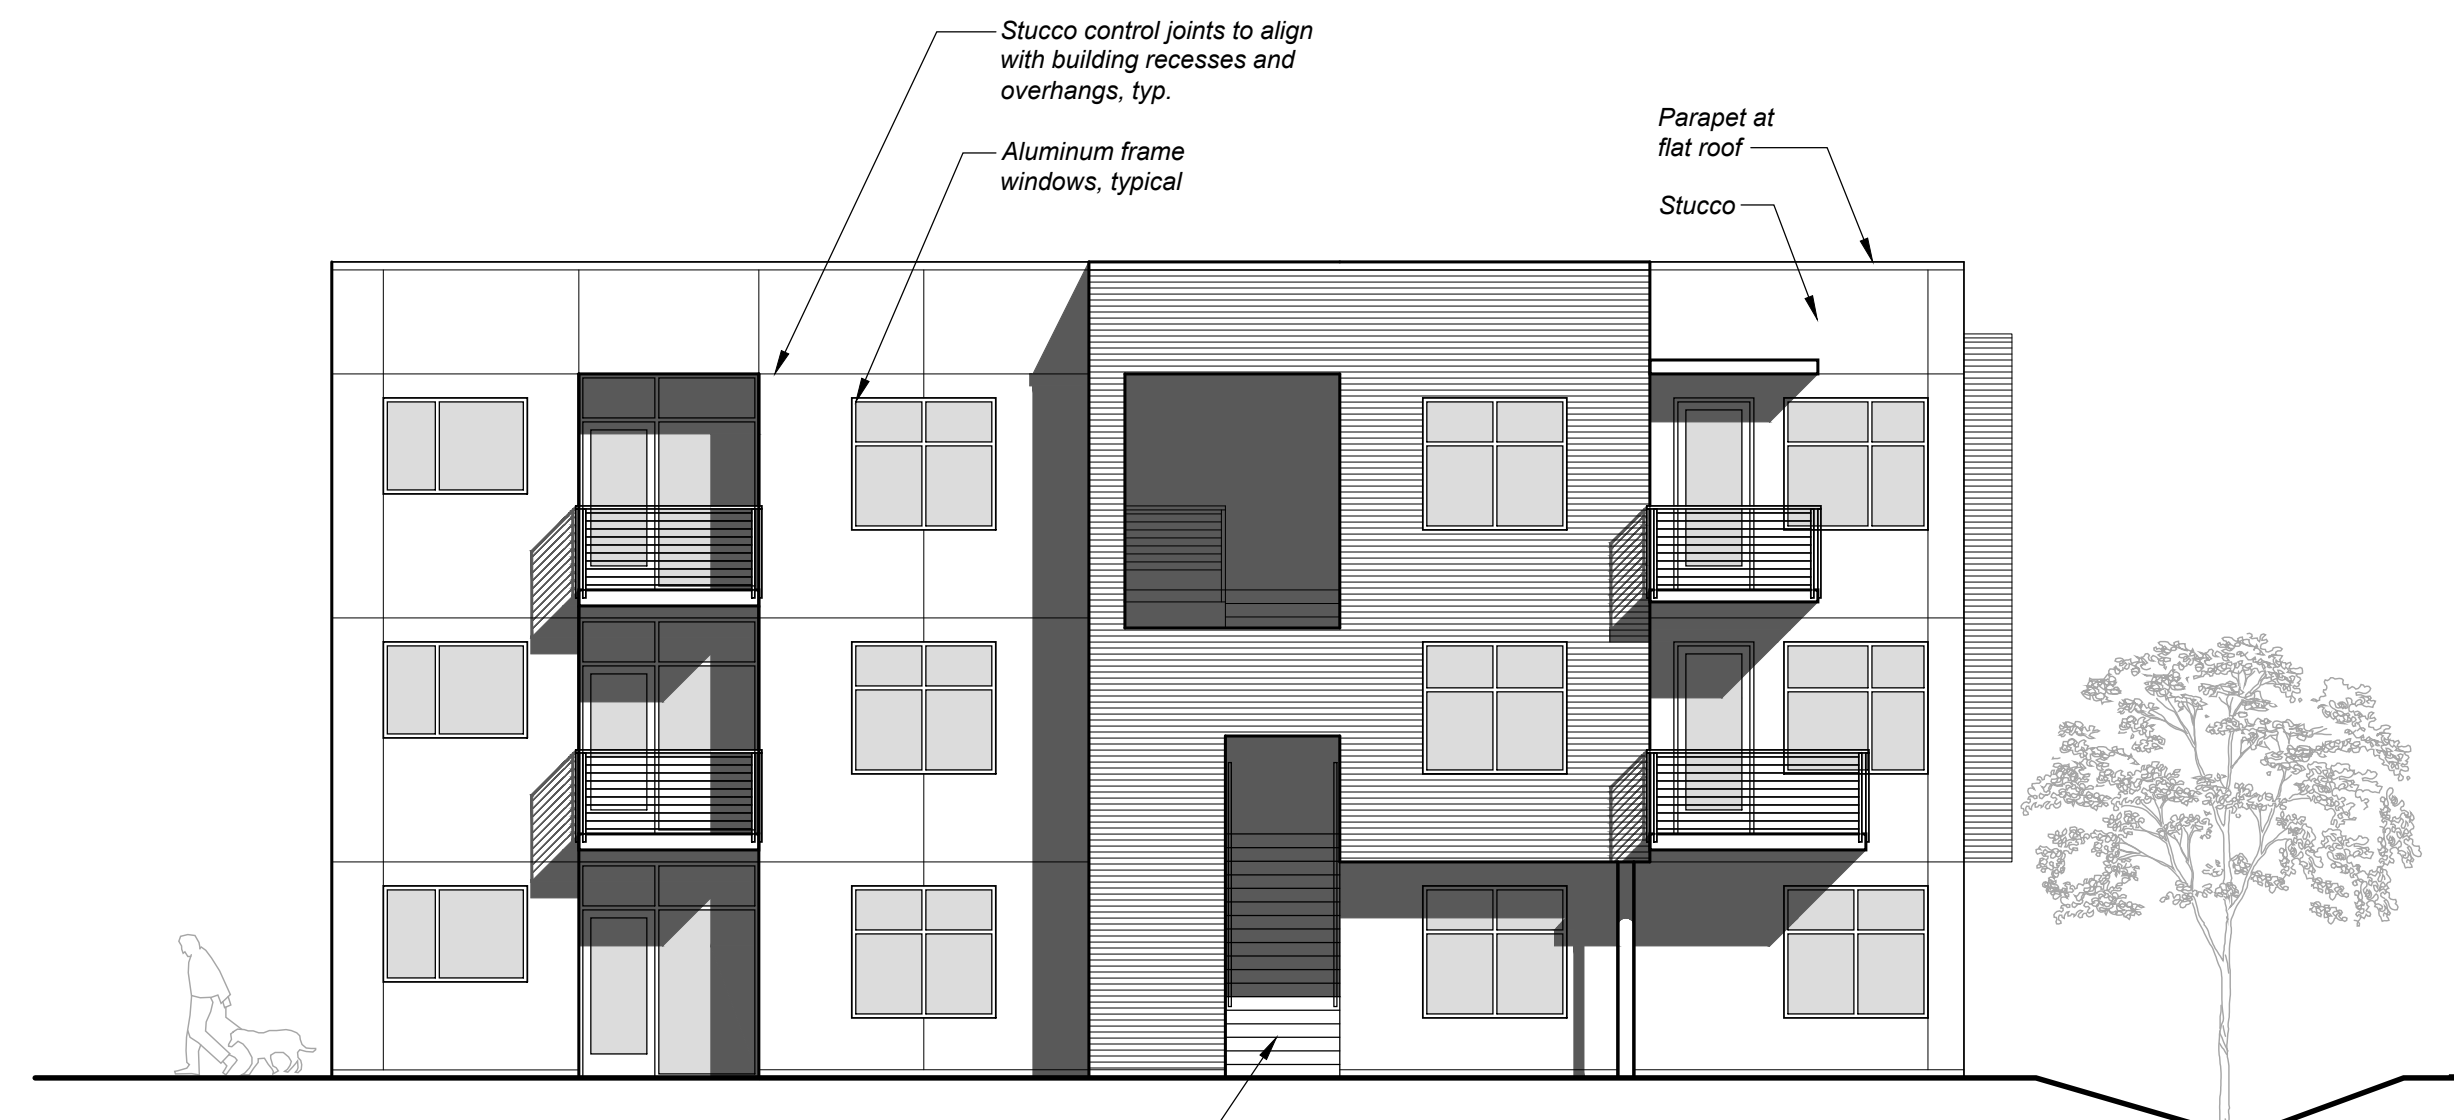 Stucco control joints to align
with building recesses and
overhangs, typ.
Aluminum frame
windows, typical
Parapet at
flat roof
Stucco